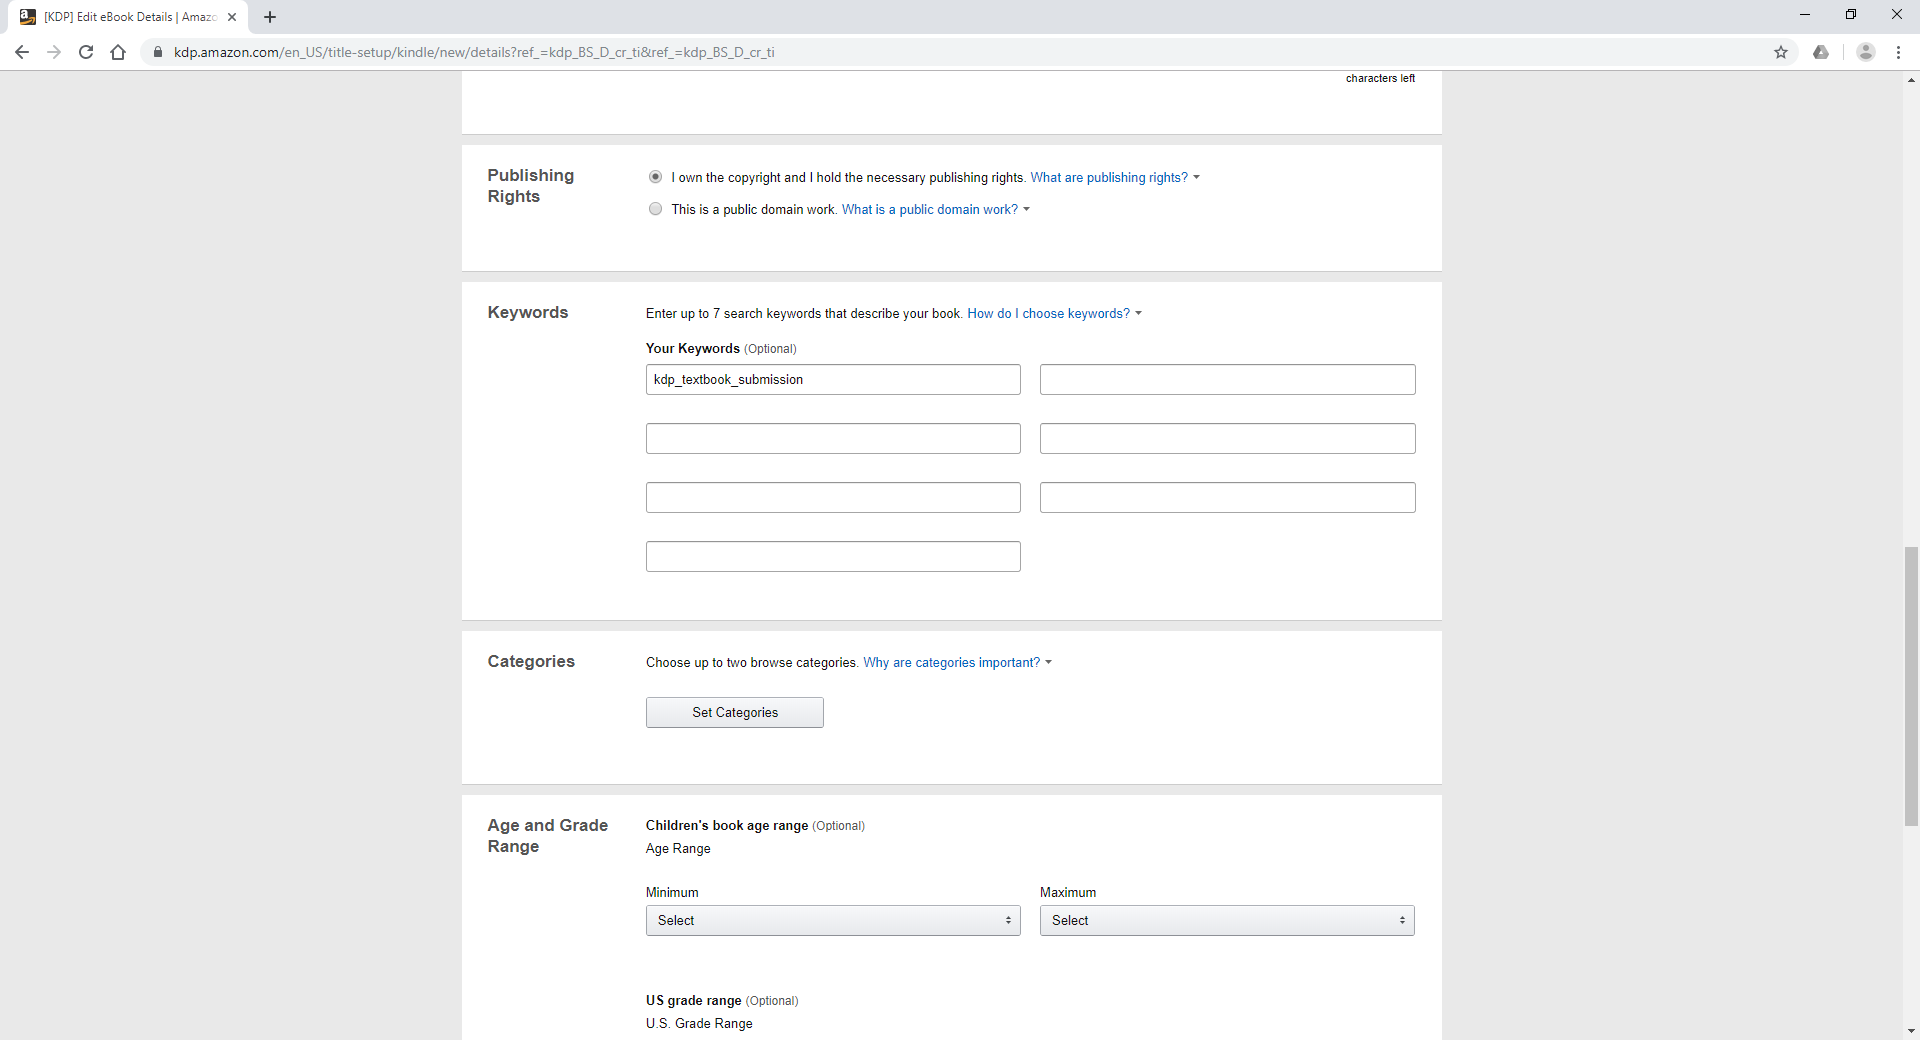 [KDP] Edit eBook Details | Amazo
kdp.amazon.com/en_US/title-setup/kindle/new/details?ref_=kdp_BS_D_cr_ti&ref_=kdp_BS_D_cr_ti
characters left
Publishing
Rights
I own the copyright and I hold the necessary publishing rights. What are publishing rights?
This is a public domain work. What is a public domain work?
Keywords
Enter up to 7 search keywords that describe your book. How do I choose keywords?
Your Keywords (Optional)
kdp_textbook_submission
Categories
Choose up to two browse categories. Why are categories important?
Set Categories
Age and Grade
Range
Children's book age range (Optional)
Age Range
Minimum
Maximum
Select
Select
US grade range (Optional)
U.S. Grade Range